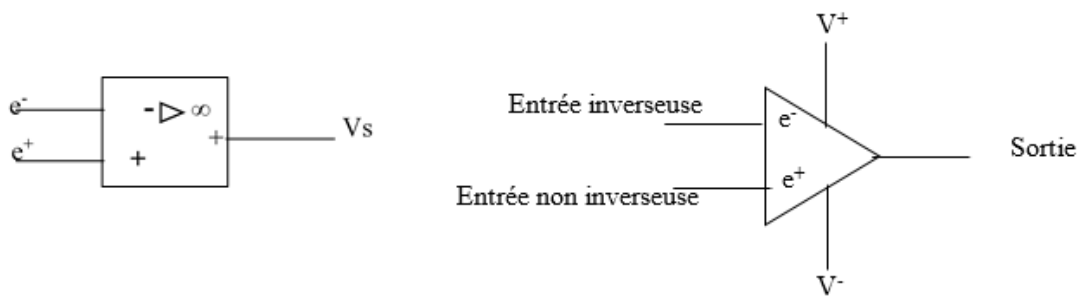 e⁻
e⁺
- ▷ ∞
+
+
Vs
V⁺
Entrée inverseuse
e⁻
Entrée non inverseuse
e⁺
Sortie
V⁻